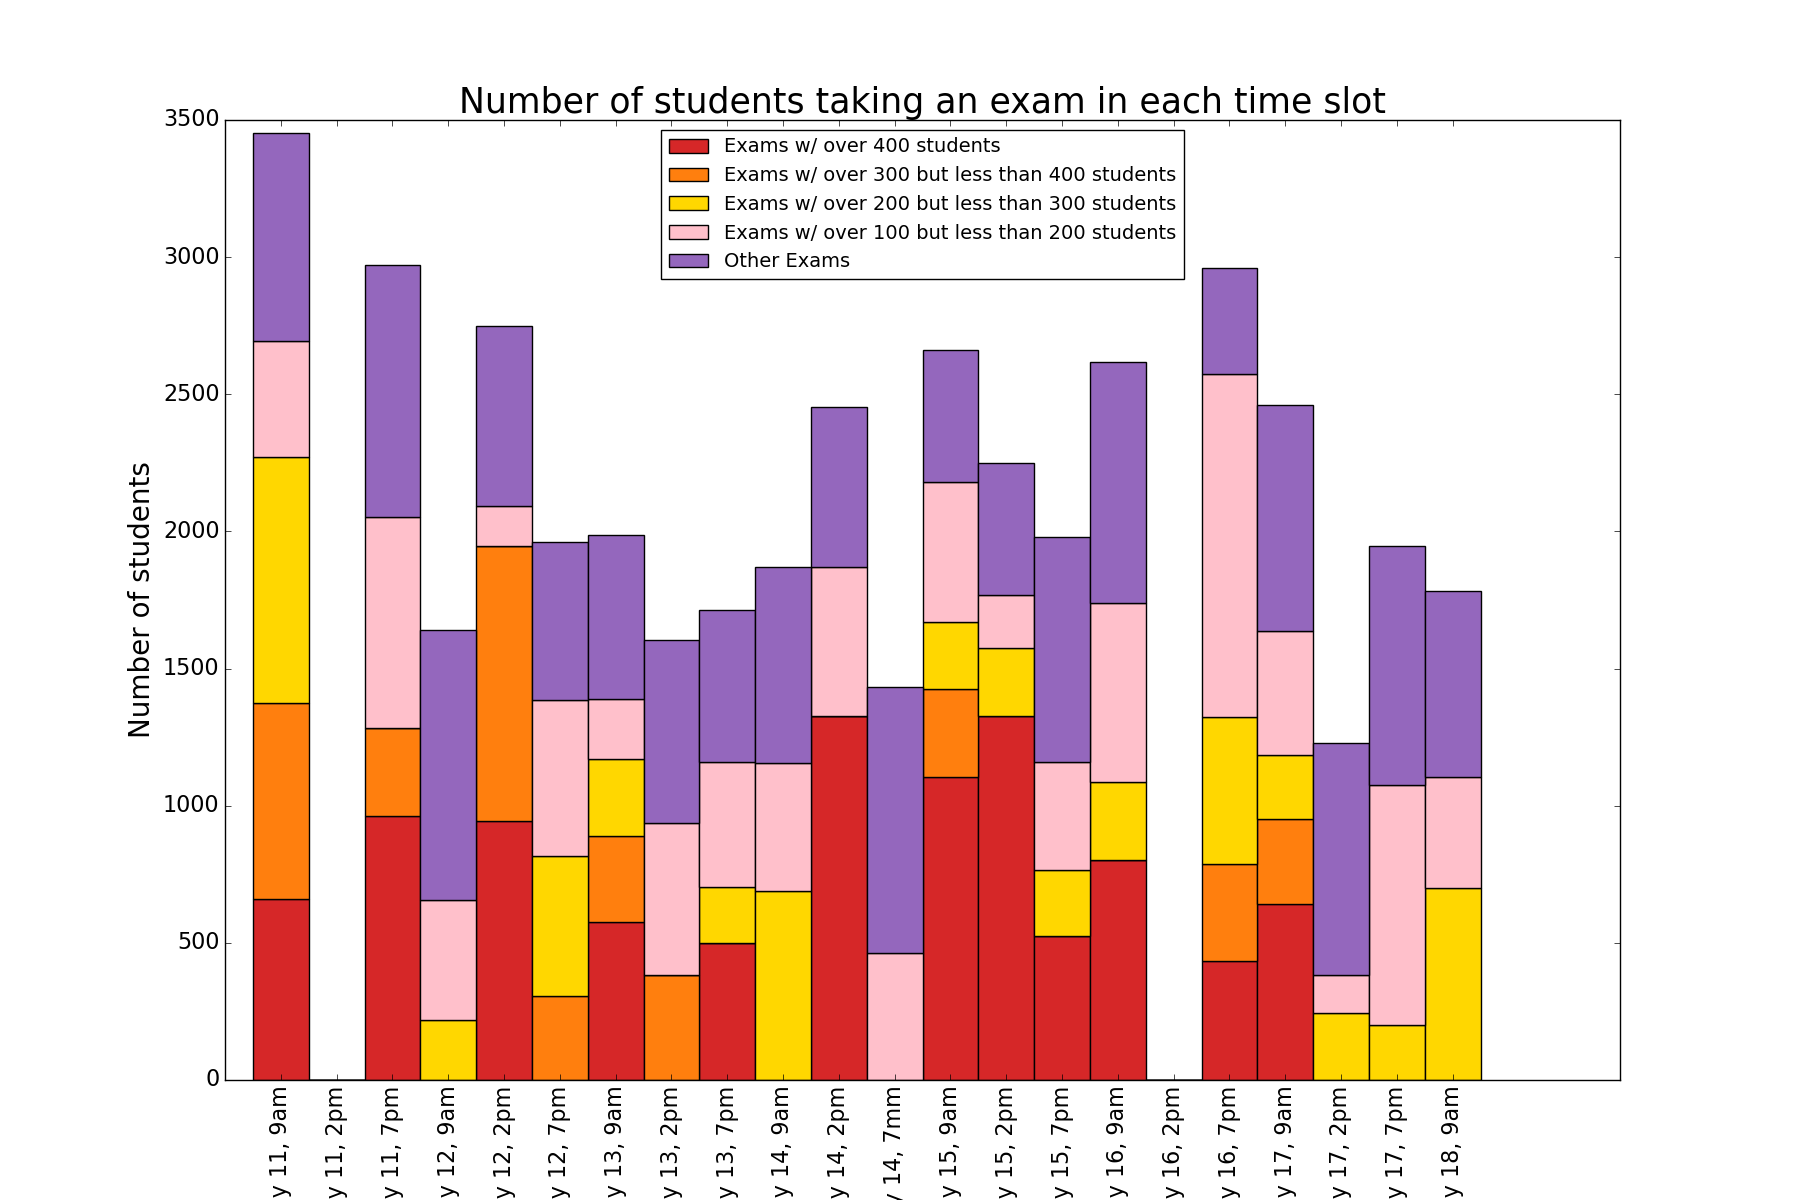 Number of students taking an exam in each time slot
Exams w/ over 400 students
Exams w/ over 300 but less than 400 students
Exams w/ over 200 but less than 300 students
Exams w/ over 100 but less than 200 students
Other Exams
Number of students
3500
3000
2500
2000
1500
1000
500
0
y 11, 9am
y 11, 2pm
y 11, 7pm
y 12, 9am
y 12, 2pm
y 12, 7pm
y 13, 9am
y 13, 2pm
y 13, 7pm
y 14, 9am
y 14, 2pm
y 14, 7mm
y 15, 9am
y 15, 2pm
y 15, 7pm
y 16, 9am
y 16, 2pm
y 16, 7pm
y 17, 9am
y 17, 2pm
y 17, 7pm
y 18, 9am